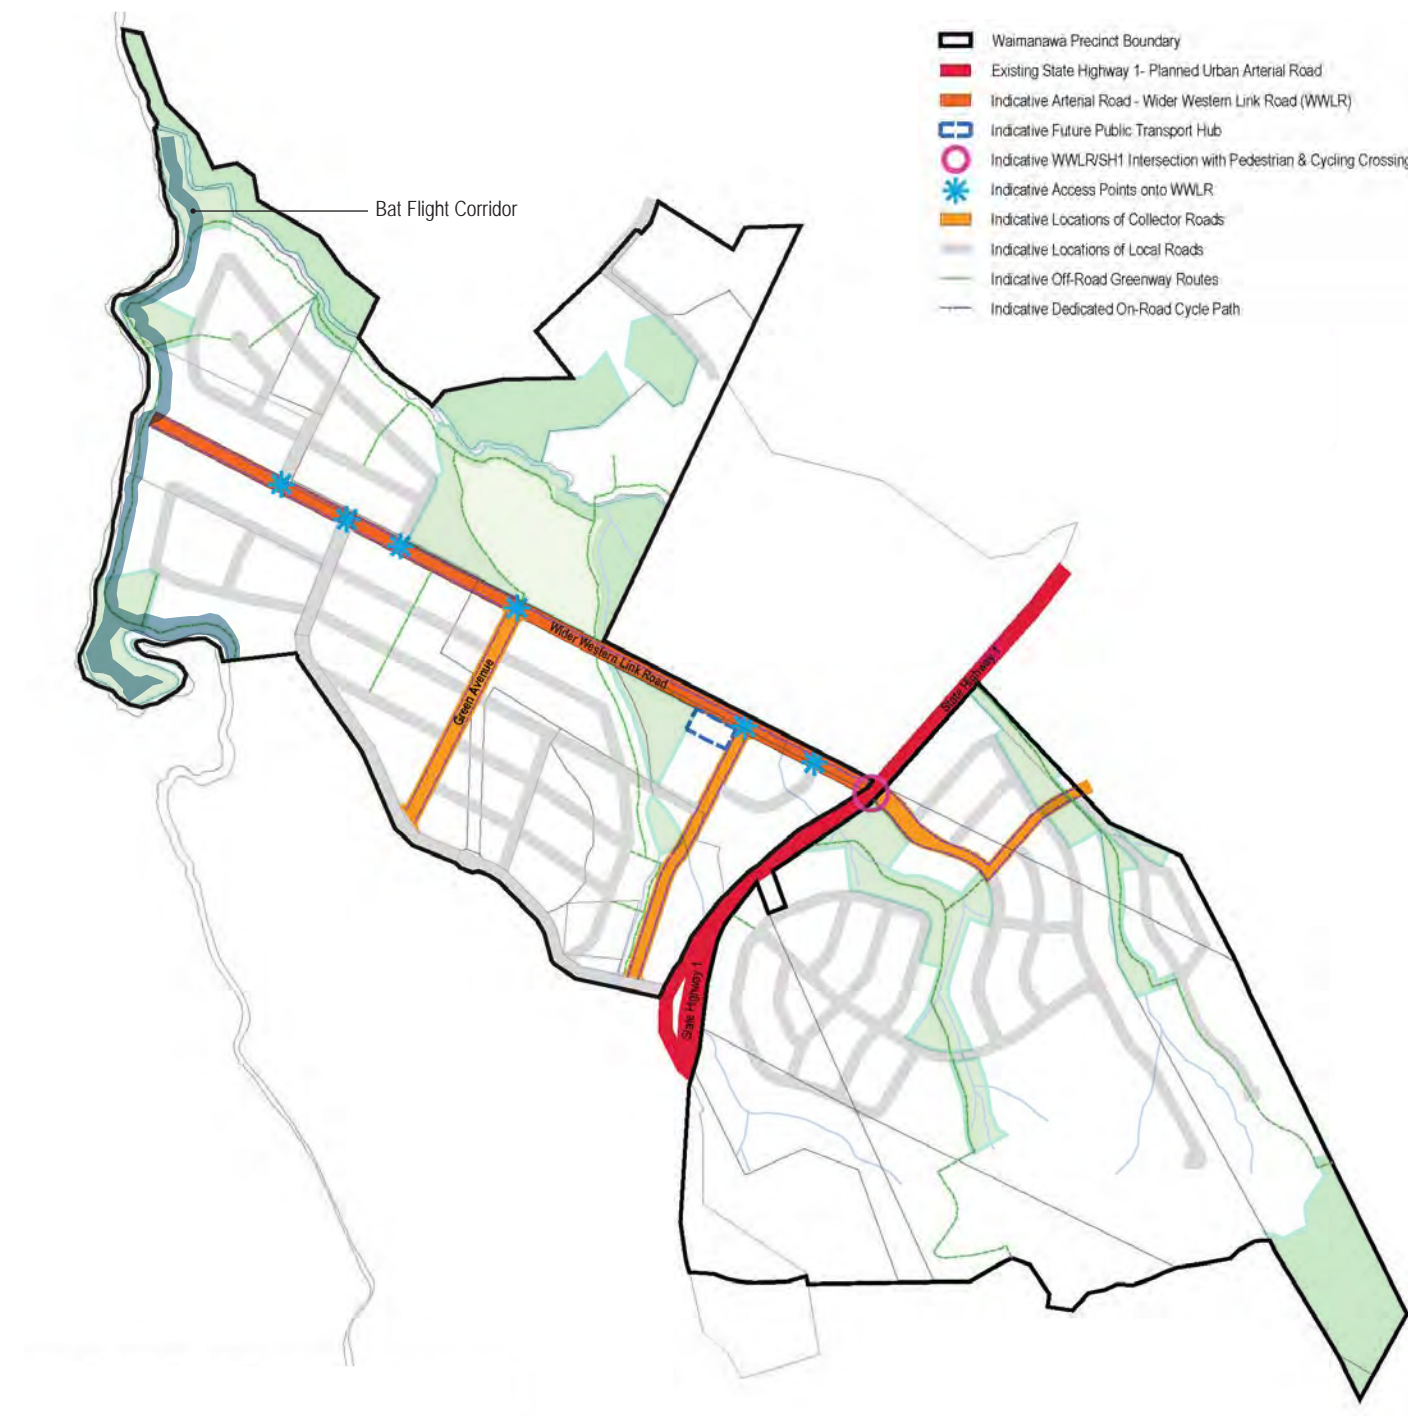 Waimanawa Precinct Boundary
Existing State Highway 1- Planned Urban Arterial Road
Indicative Arterial Road - Wider Western Link Road (WWLR)
Indicative Future Public Transport Hub
Indicative WWLR/SH1 Intersection with Pedestrian & Cycling Crossing
Indicative Access Points onto WWLR
Indicative Locations of Collector Roads
Indicative Locations of Local Roads
Indicative Off-Road Greenway Routes
Indicative Dedicated On-Road Cycle Path
Bat Flight Corridor
Wider Western Link Road
Green Avenue
State Highway 1
State Highway 1